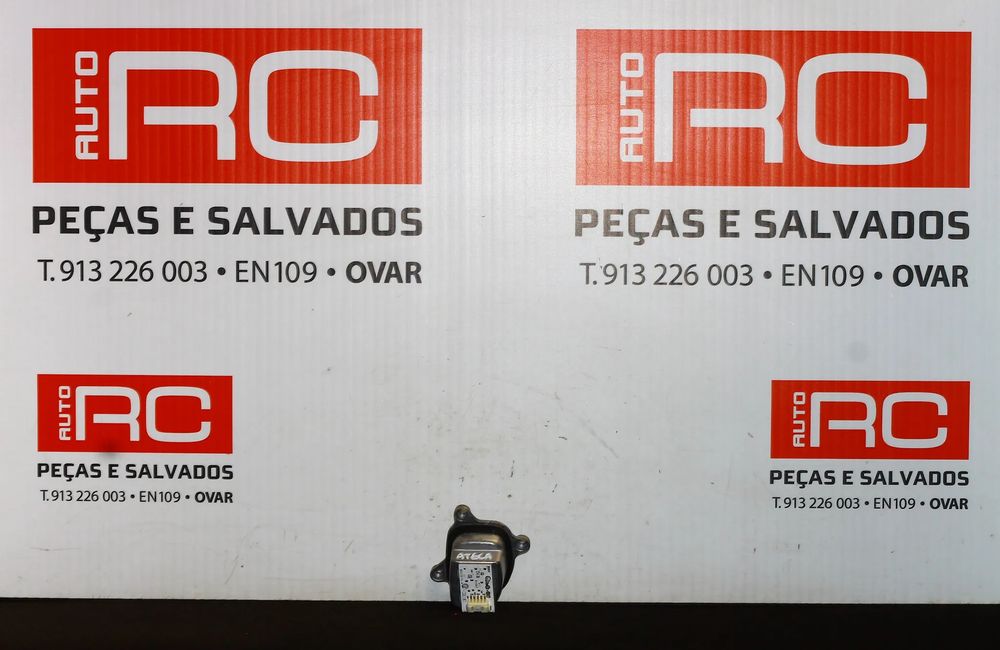 AUTO RC
PEÇAS E SALVADOS
T. 913 226 003 • EN109 • OVAR
AUTO RC
PEÇAS E SALVADOS
T. 913 226 003 • EN109 • OVAR
AUTO RC
PEÇAS E SALVADOS
T. 913 226 003 • EN109 • OVAR
AUTO RC
PEÇAS E SALVADOS
T. 913 226 003 • EN109 • OVAR
ATECA